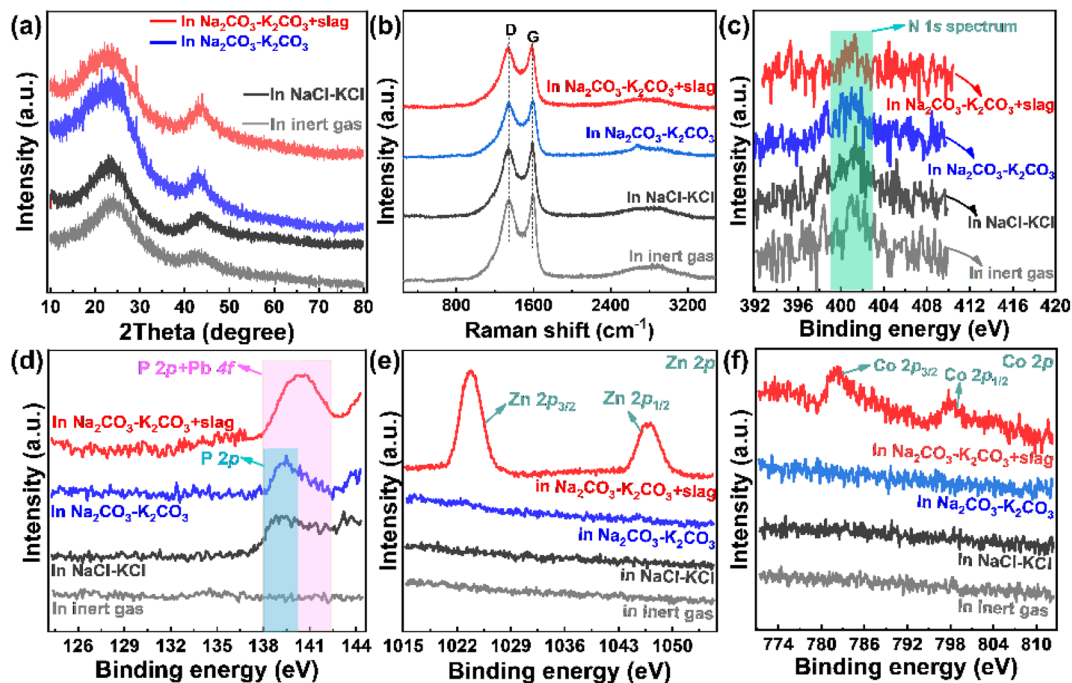 (a)
In Na₂CO₃-K₂CO₃+slag
In Na₂CO₃-K₂CO₃
In NaCl-KCl
In inert gas
Intensity (a.u.)
10 20 30 40 50 60 70 80
2Theta (degree)
(b)
D
G
In Na₂CO₃-K₂CO₃+slag
In Na₂CO₃-K₂CO₃
In NaCl-KCl
In inert gas
Intensity (a.u.)
800 1600 2400 3200
Raman shift (cm⁻¹)
(c)
N 1s spectrum
In Na₂CO₃-K₂CO₃+slag
In Na₂CO₃-K₂CO₃
In NaCl-KCl
In inert gas
Intensity (a.u.)
392 396 400 404 408 412 416 420
Binding energy (eV)
(d)
P 2p+Pb 4f
In Na₂CO₃-K₂CO₃+slag
P 2p
In Na₂CO₃-K₂CO₃
In NaCl-KCl
In inert gas
Intensity (a.u.)
126 129 132 135 138 141 144
Binding energy (eV)
(e)
Zn 2p
Zn 2p3/2
Zn 2p1/2
in Na₂CO₃-K₂CO₃+slag
in Na₂CO₃-K₂CO₃
in NaCl-KCl
in inert gas
Intensity (a.u.)
1015 1022 1029 1036 1043 1050
Binding energy (eV)
(f)
Co 2p
Co 2p3/2
Co 2p1/2
in Na₂CO₃-K₂CO₃+slag
in Na₂CO₃-K₂CO₃
in NaCl-KCl
In inert gas
Intensity (a.u.)
774 780 786 792 798 804 810
Binding energy (eV)